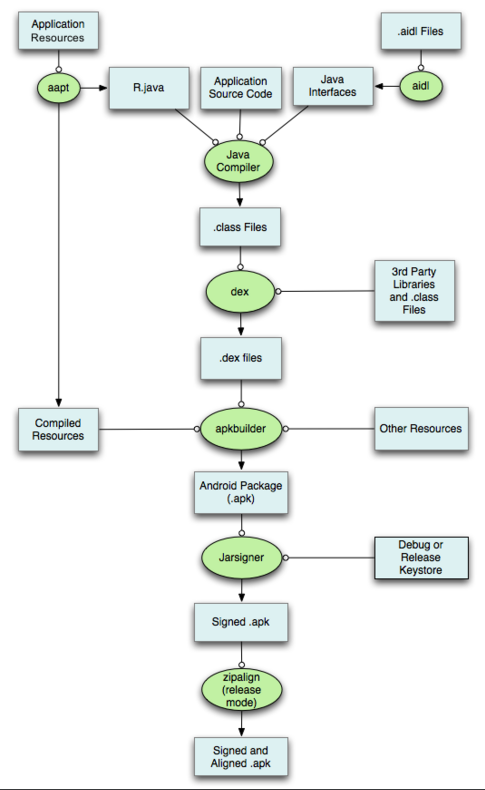 Application
Resources
.aidl Files
aapt
R.java
Application
Source Code
Java
Interfaces
aidl
Java
Compiler
.class Files
dex
3rd Party
Libraries
and .class
Files
.dex files
Compiled
Resources
apkbuilder
Other Resources
Android Package
(.apk)
Jarsigner
Debug or
Release
Keystore
Signed .apk
zipalign
(release
mode)
Signed and
Aligned .apk